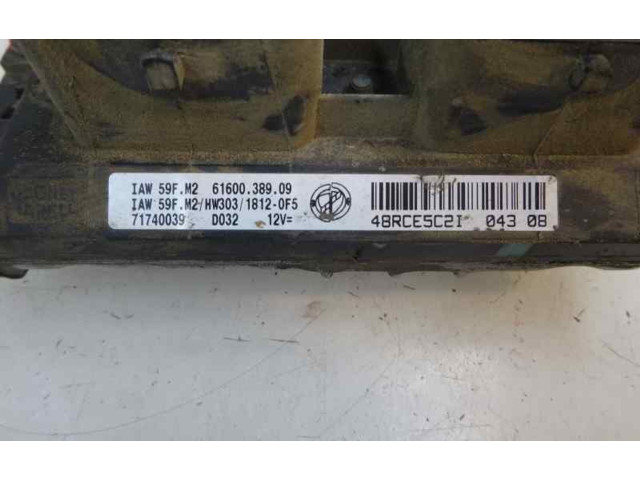 IAW 59F.M2 61600.389.09
IAW 59F.M2/HW303/1812-0F5
71740039 D032 12V=
48RCE5C2I 043 08